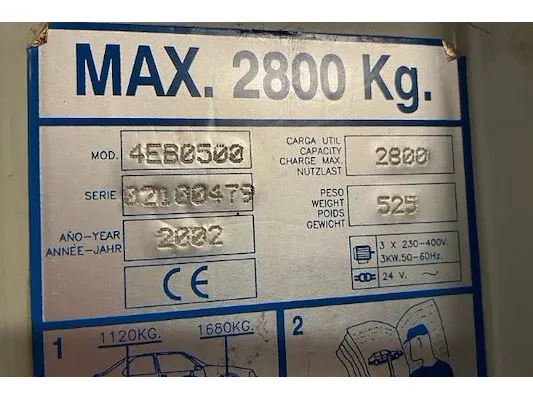 MAX. 2800 Kg.
MOD. 4EB0500
SERIE 02100479
AÑO-YEAR
ANNÉE-JAHR
2002
CE
CARGA UTIL
CAPACITY
CHARGE MAX.
NUTZLAST
2800
PESO
WEIGHT
POIDS
GEWICHT
525
3 X 230-400V.
3KW.50-60Hz.
24 V. ~
1
1120KG.
1680KG.
2